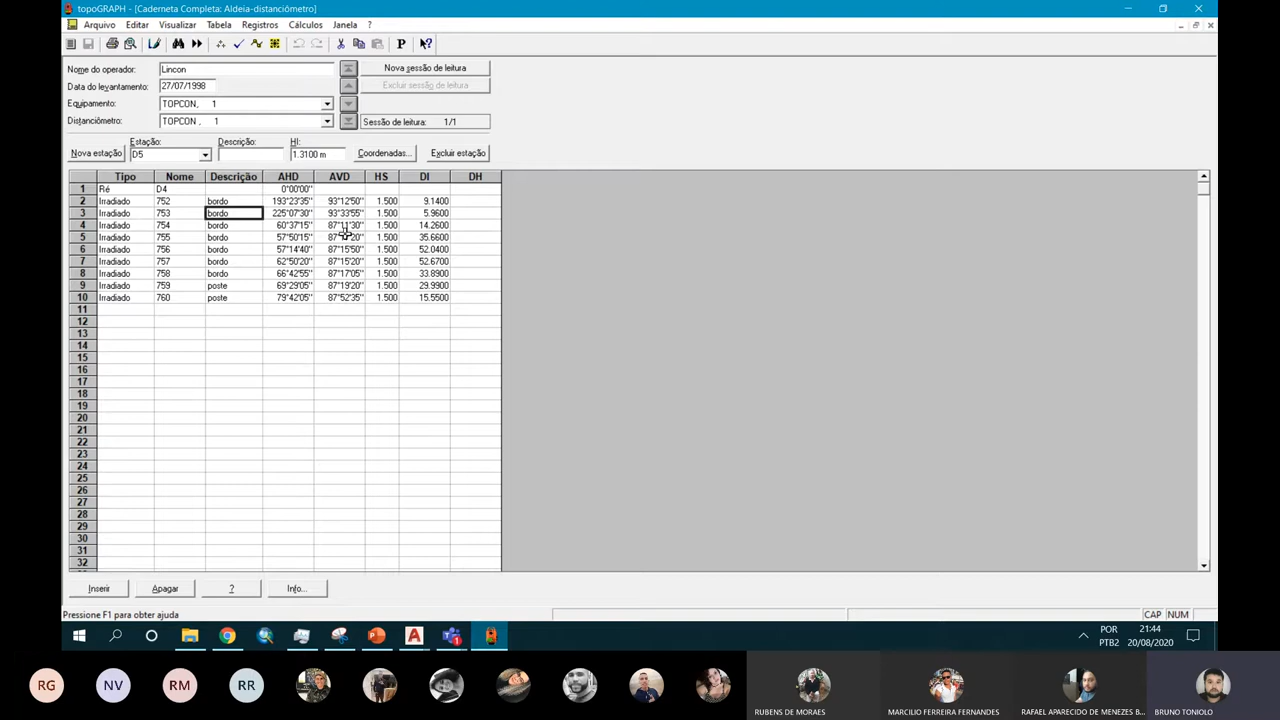 topoGRAPH - [Caderneta Completa: Aldeia-distanciômetro]
Arquivo Editar Visualizar Tabela Registros Cálculos Janela ?
P
Nome do operador: Lincon Nova sessão de leitura
Data do levantamento: 27/07/1998 Excluir sessão de leitura
Equipamento: TOPCON, 1
Distanciômetro: TOPCON , 1 Sessão de leitura: 1/1
Estação: Descrição: HI:
Nova estação D5 1.3100 m Coordenadas... Excluir estação
Tipo Nome Descrição AHD AVD HS DI DH
1 Ré D4 0°00'00"
2 Irradiado 752 bordo 193°23'35" 93°12'50" 1.500 9.1400
3 Irradiado 753 bordo 225°07'30" 93°33'55" 1.500 5.9600
4 Irradiado 754 bordo 60°37'15" 87°11'30" 1.500 14.2600
5 Irradiado 755 bordo 57°50'15" 1.500 35.6600
6 Irradiado 756 bordo 57°14'40" 87°15'50" 1.500 52.0400
7 Irradiado 757 bordo 62°50'20" 87°15'20" 1.500 52.6700
8 Irradiado 758 bordo 66°42'55" 87°17'05" 1.500 33.8900
9 Irradiado 759 poste 69°29'05" 87°19'20" 1.500 29.9900
10 Irradiado 760 poste 79°42'05" 87°52'35" 1.500 15.5500
11
12
13
14
15
16
17
18
19
20
21
22
23
24
25
26
27
28
29
30
31
32
Inserir Apagar ? Info...
Pressione F1 para obter ajuda CAP NUM
POR 21:44
PTB2 20/08/2020
RG NV RM RR
RUBENS DE MORAES MARCILIO FERREIRA FERNANDES RAFAEL APARECIDO DE MENEZES B... BRUNO TONIOLO